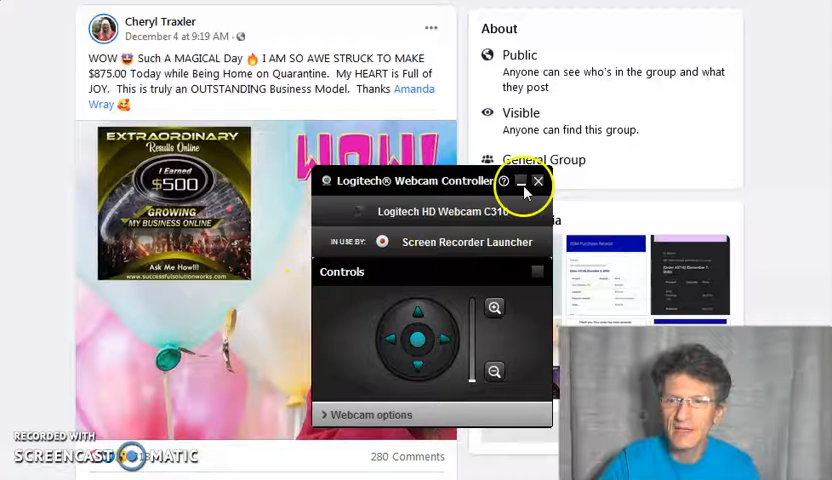 Cheryl Traxler
December 4 at 9:19 AM
WOW Such A MAGICAL Day I AM SO AWE STRUCK TO MAKE
$875.00 Today while Being Home on Quarantine. My HEART is Full of
JOY. This is truly an OUTSTANDING Business Model. Thanks Amanda
Wray
EXTRAORDINARY
Results Online
I Earned
$500
GROWING
MY BUSINESS ONLINE
Ask Me How!!!
www.successfulsolutionworks.com
WOW!
Logitech® Webam Controller
Logitech HD Webcam C310
IN USE BY: Screen Recorder Launcher
Controls
Webcam options
280 Comments
RECORDED WITH
SCREENCAST MATIC
About
Public
Anyone can see who's in the group and what
they post
Visible
Anyone can find this group.
General Group